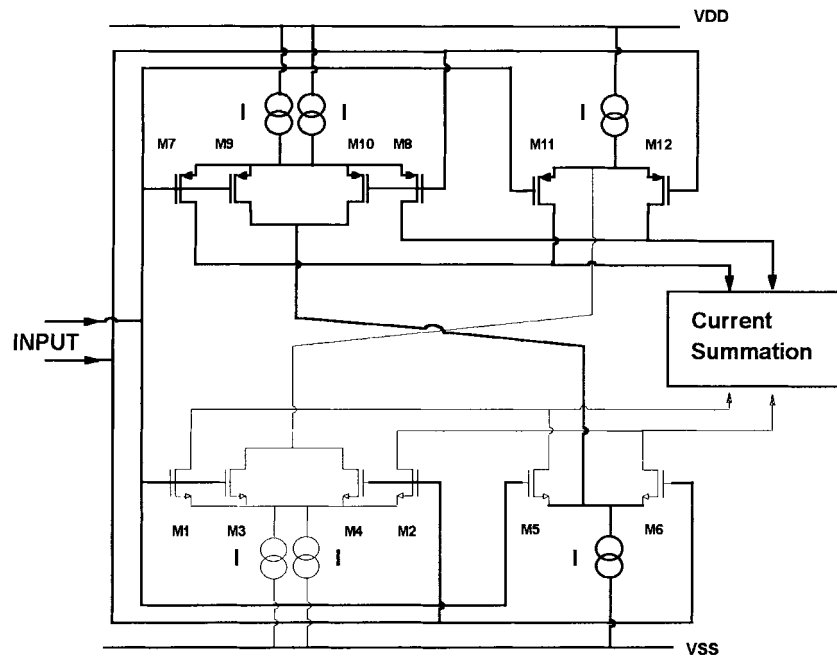 VDD
I I I
M7 M9 M10 M8 M11 M12
INPUT
Current
Summation
M1 M3 M4 M2 M5 M6
I I I
VSS